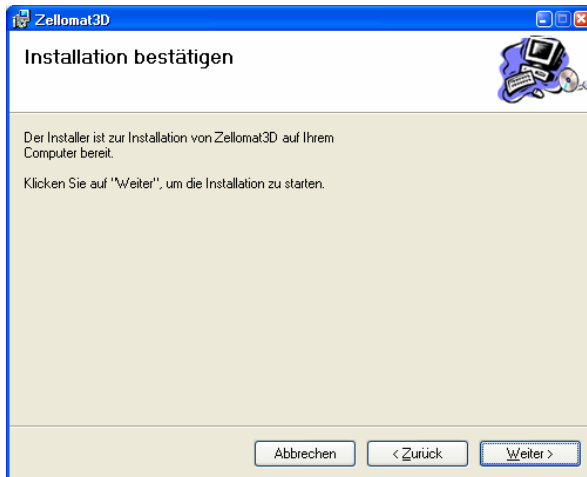 Zellomat3D
Installation bestätigen
Der Installer ist zur Installation von Zellomat3D auf Ihrem
Computer bereit.
Klicken Sie auf "Weiter", um die Installation zu starten.
Abbrechen
< Zurück
Weiter >